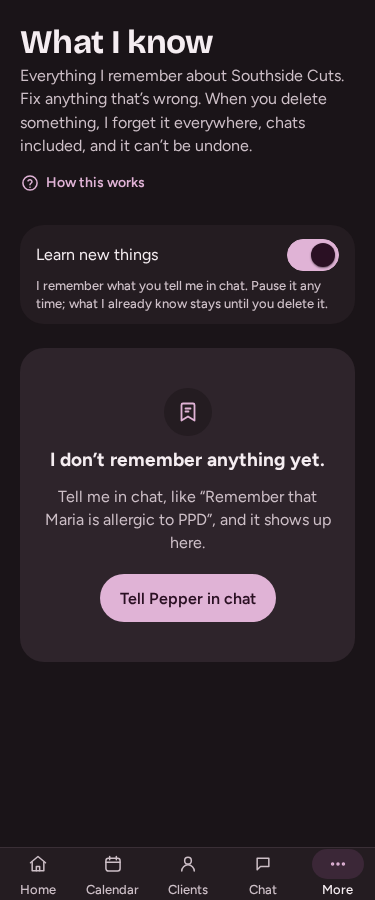 What I know
Everything I remember about Southside Cuts.
Fix anything that’s wrong. When you delete
something, I forget it everywhere, chats
included, and it can’t be undone.
How this works
Learn new things
I remember what you tell me in chat. Pause it any
time; what I already know stays until you delete it.
I don’t remember anything yet.
Tell me in chat, like “Remember that
Maria is allergic to PPD”, and it shows up
here.
Tell Pepper in chat
Home
Calendar
Clients
Chat
More